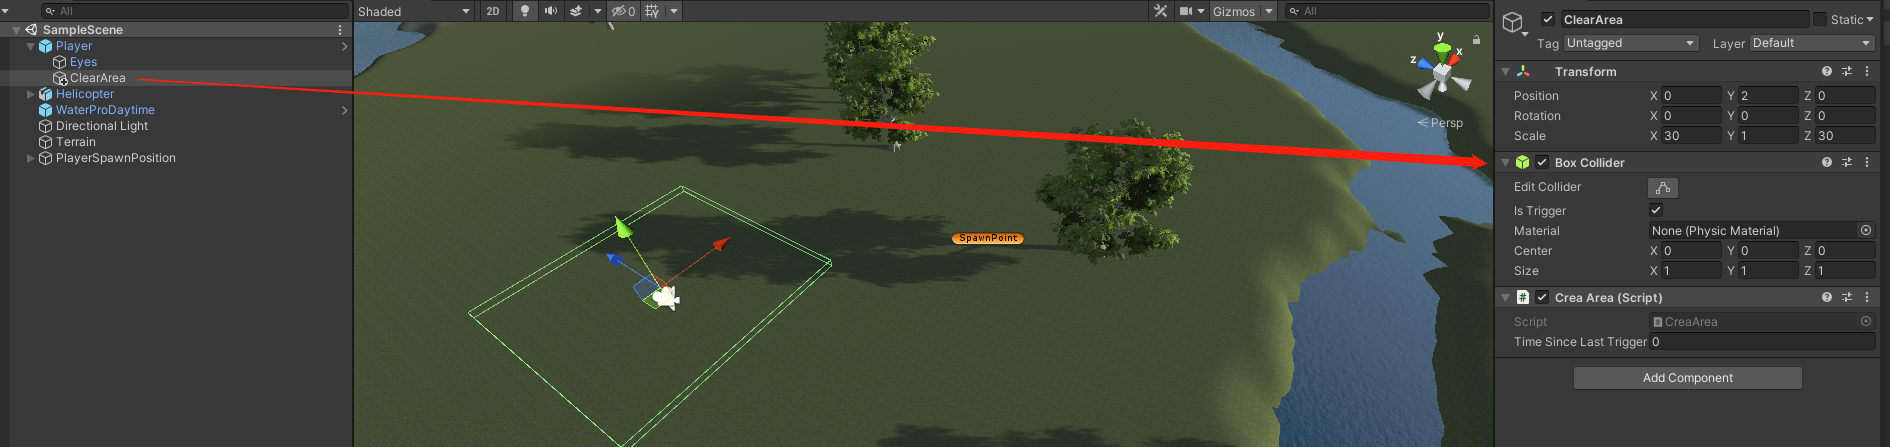 All
Shaded
2D
0
Gizmos
All
SampleScene
Player
Eyes
ClearArea
Helicopter
WaterProDaytime
Directional Light
Terrain
PlayerSpawnPosition
SpawnPoint
y
x
z
Persp
ClearArea
Static
Tag Untagged Layer Default
Transform
Position X 0 Y 2 Z 0
Rotation X 0 Y 0 Z 0
Scale X 30 Y 1 Z 30
Box Collider
Edit Collider
Is Trigger
Material None (Physic Material)
Center X 0 Y 0 Z 0
Size X 1 Y 1 Z 1
# Crea Area (Script)
Script CreaArea
Time Since Last Trigger 0
Add Component